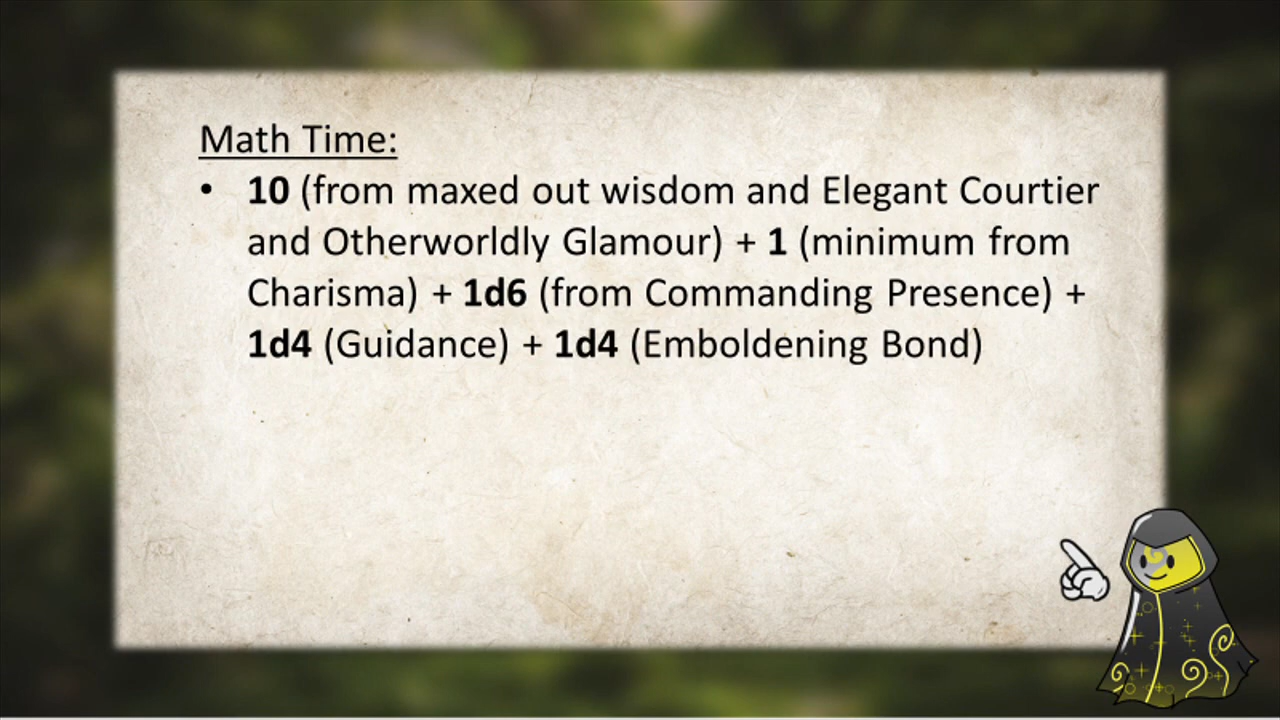 Math Time:
• 10 (from maxed out wisdom and Elegant Courtier
and Otherworldly Glamour) + 1 (minimum from
Charisma) + 1d6 (from Commanding Presence) +
1d4 (Guidance) + 1d4 (Emboldening Bond)